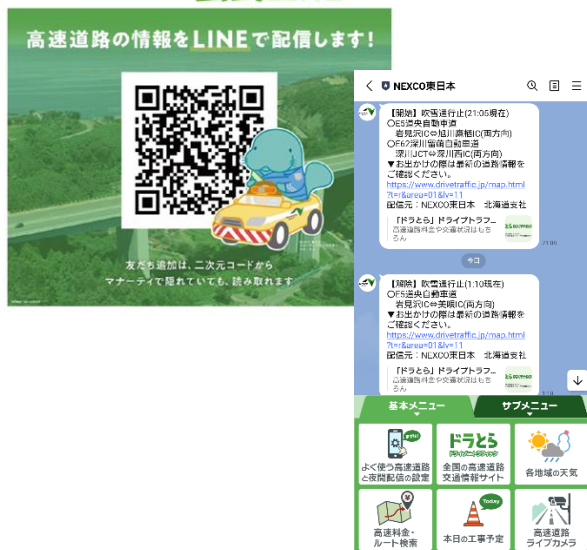 高速道路の情報をLINEで配信します!
友だち追加は、二次元コードから
マナーティで隠れていても、読み取れます
NEXCO東日本
【開始】吹雪通行止(21:05現在)
○E5道央自動車道
岩見沢IC⇔旭川鷹栖IC(両方向)
○E62深川留萌自動車道
深川JCT⇔深川西IC(両方向)
▼お出かけの際は最新の道路情報を
ご確認ください。
https://www.drivetraffic.jp/map.html
?t=r&area=01&lv=11
配信元:NEXCO東日本 北海道支社
「ドラとら」ドライブトラフ...
高速道路料金や交通状況はもち
ろん
今日
【解除】吹雪通行止(1:10現在)
○E5道央自動車道
岩見沢IC⇔美唄IC(両方向)
▼お出かけの際は最新の道路情報を
ご確認ください。
https://www.drivetraffic.jp/map.html
?t=r&area=01&lv=11
配信元:NEXCO東日本 北海道支社
「ドラとら」ドライブトラフ...
高速道路料金や交通状況はもち
ろん
基本メニュー
サブメニュー
よく使う高速道路
と夜間配信の設定
ドラとら
全国の高速道路
交通情報サイト
各地域の天気
高速料金・
ルート検索
Today
本日の工事予定
高速道路
ライブカメラ